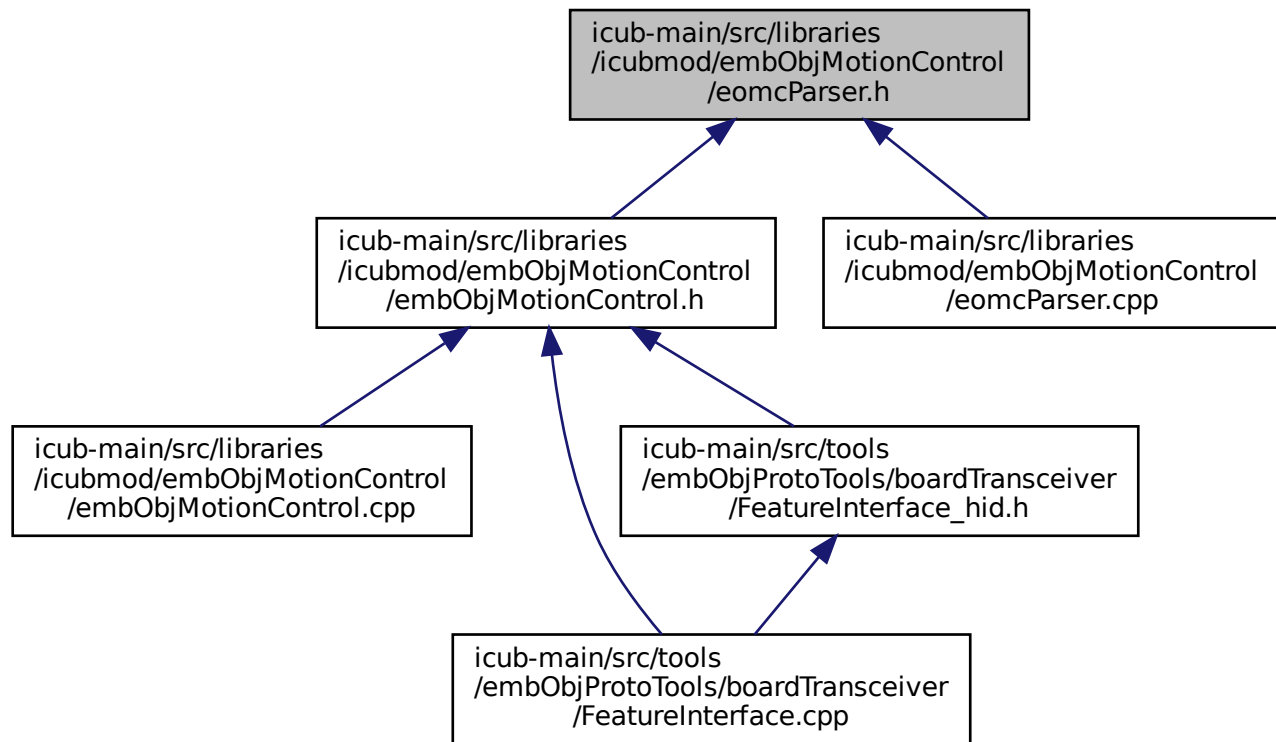 icub-main/src/libraries
/icubmod/embObjMotionControl
/eomcParser.h
icub-main/src/libraries
/icubmod/embObjMotionControl
/embObjMotionControl.h
icub-main/src/libraries
/icubmod/embObjMotionControl
/eomcParser.cpp
icub-main/src/libraries
/icubmod/embObjMotionControl
/embObjMotionControl.cpp
icub-main/src/tools
/embObjProtoTools/boardTransceiver
/FeatureInterface_hid.h
icub-main/src/tools
/embObjProtoTools/boardTransceiver
/FeatureInterface.cpp